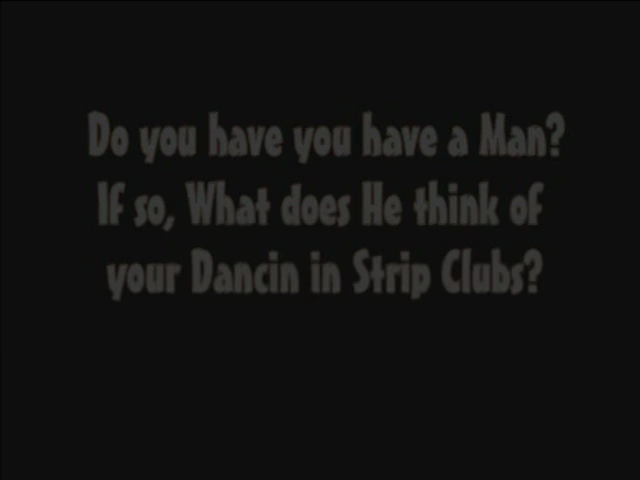 Do you have you have a Man?
If so, What does He think of
your Dancin in Strip Clubs?